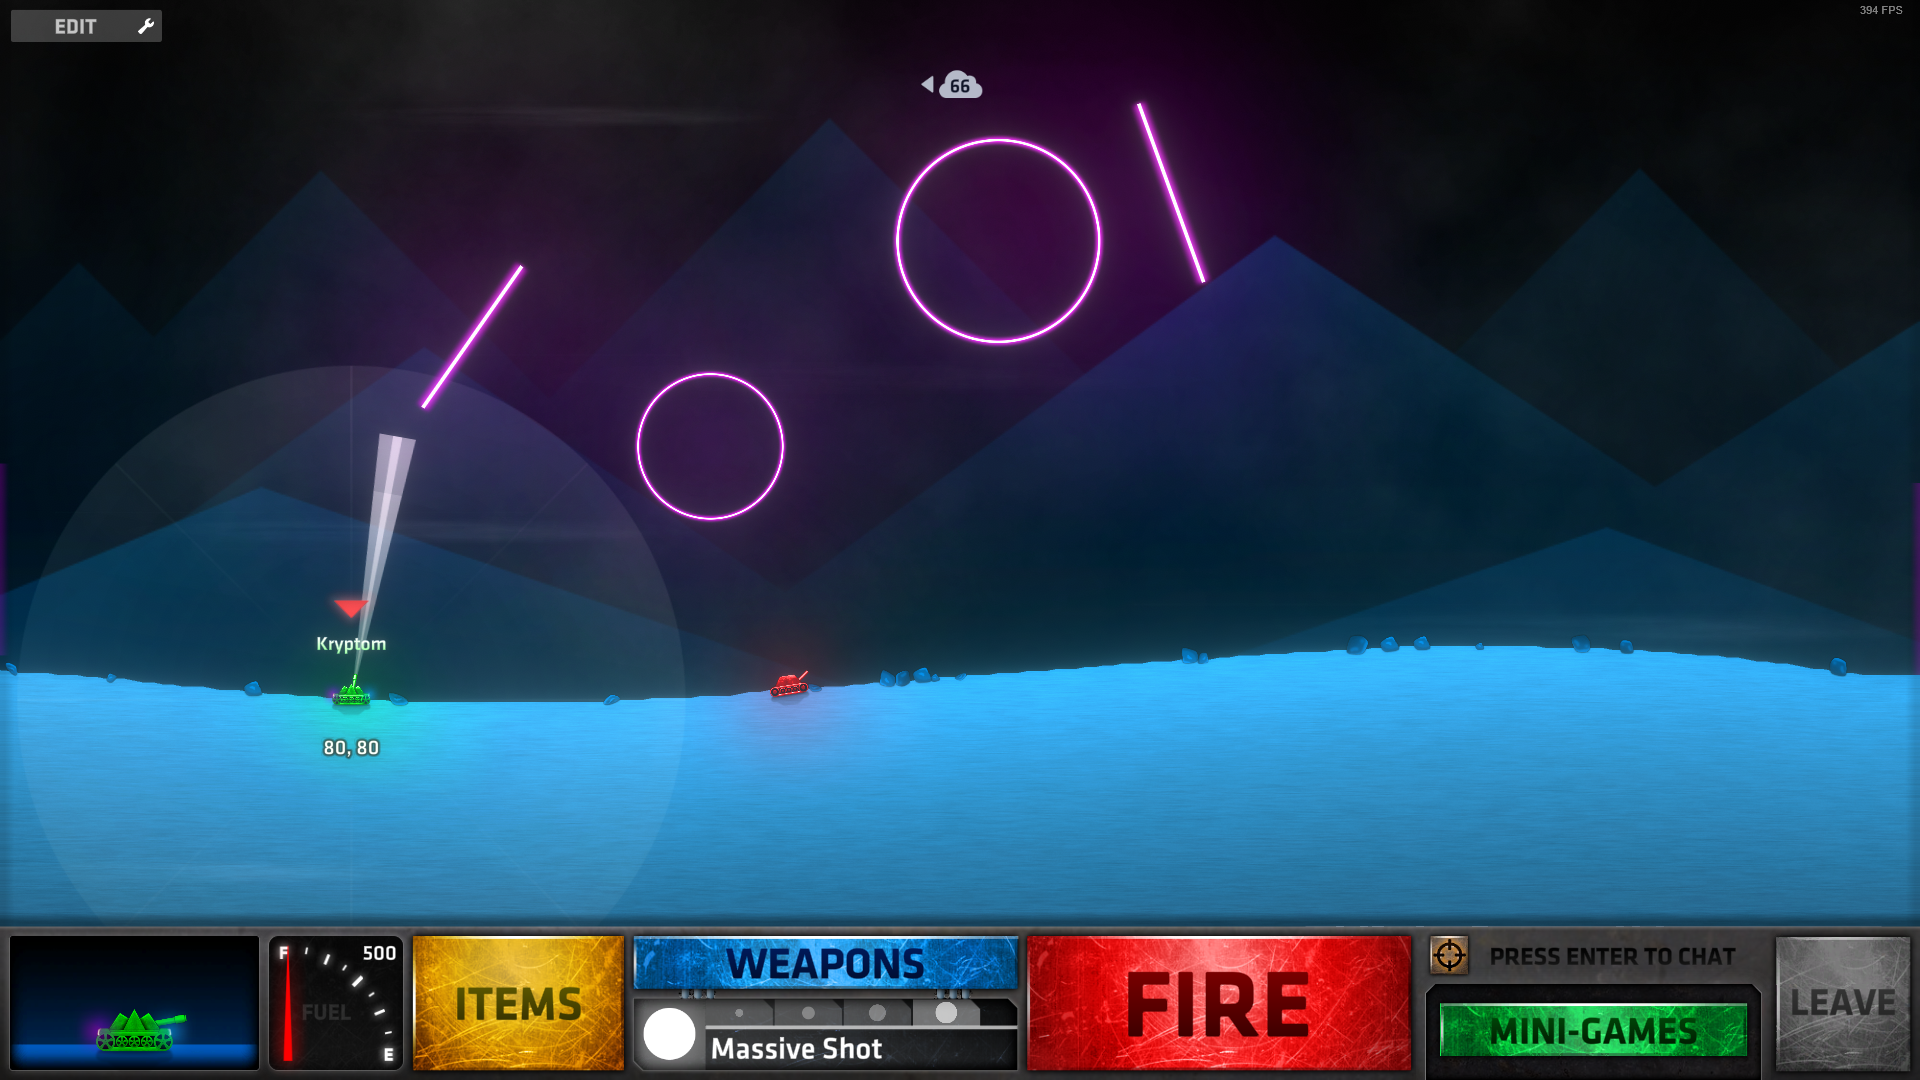 EDIT
394 FPS
66
Kryptom
80, 80
F
500
FUEL
E
ITEMS
WEAPONS
Massive Shot
FIRE
PRESS ENTER TO CHAT
MINI-GAMES
LEAVE